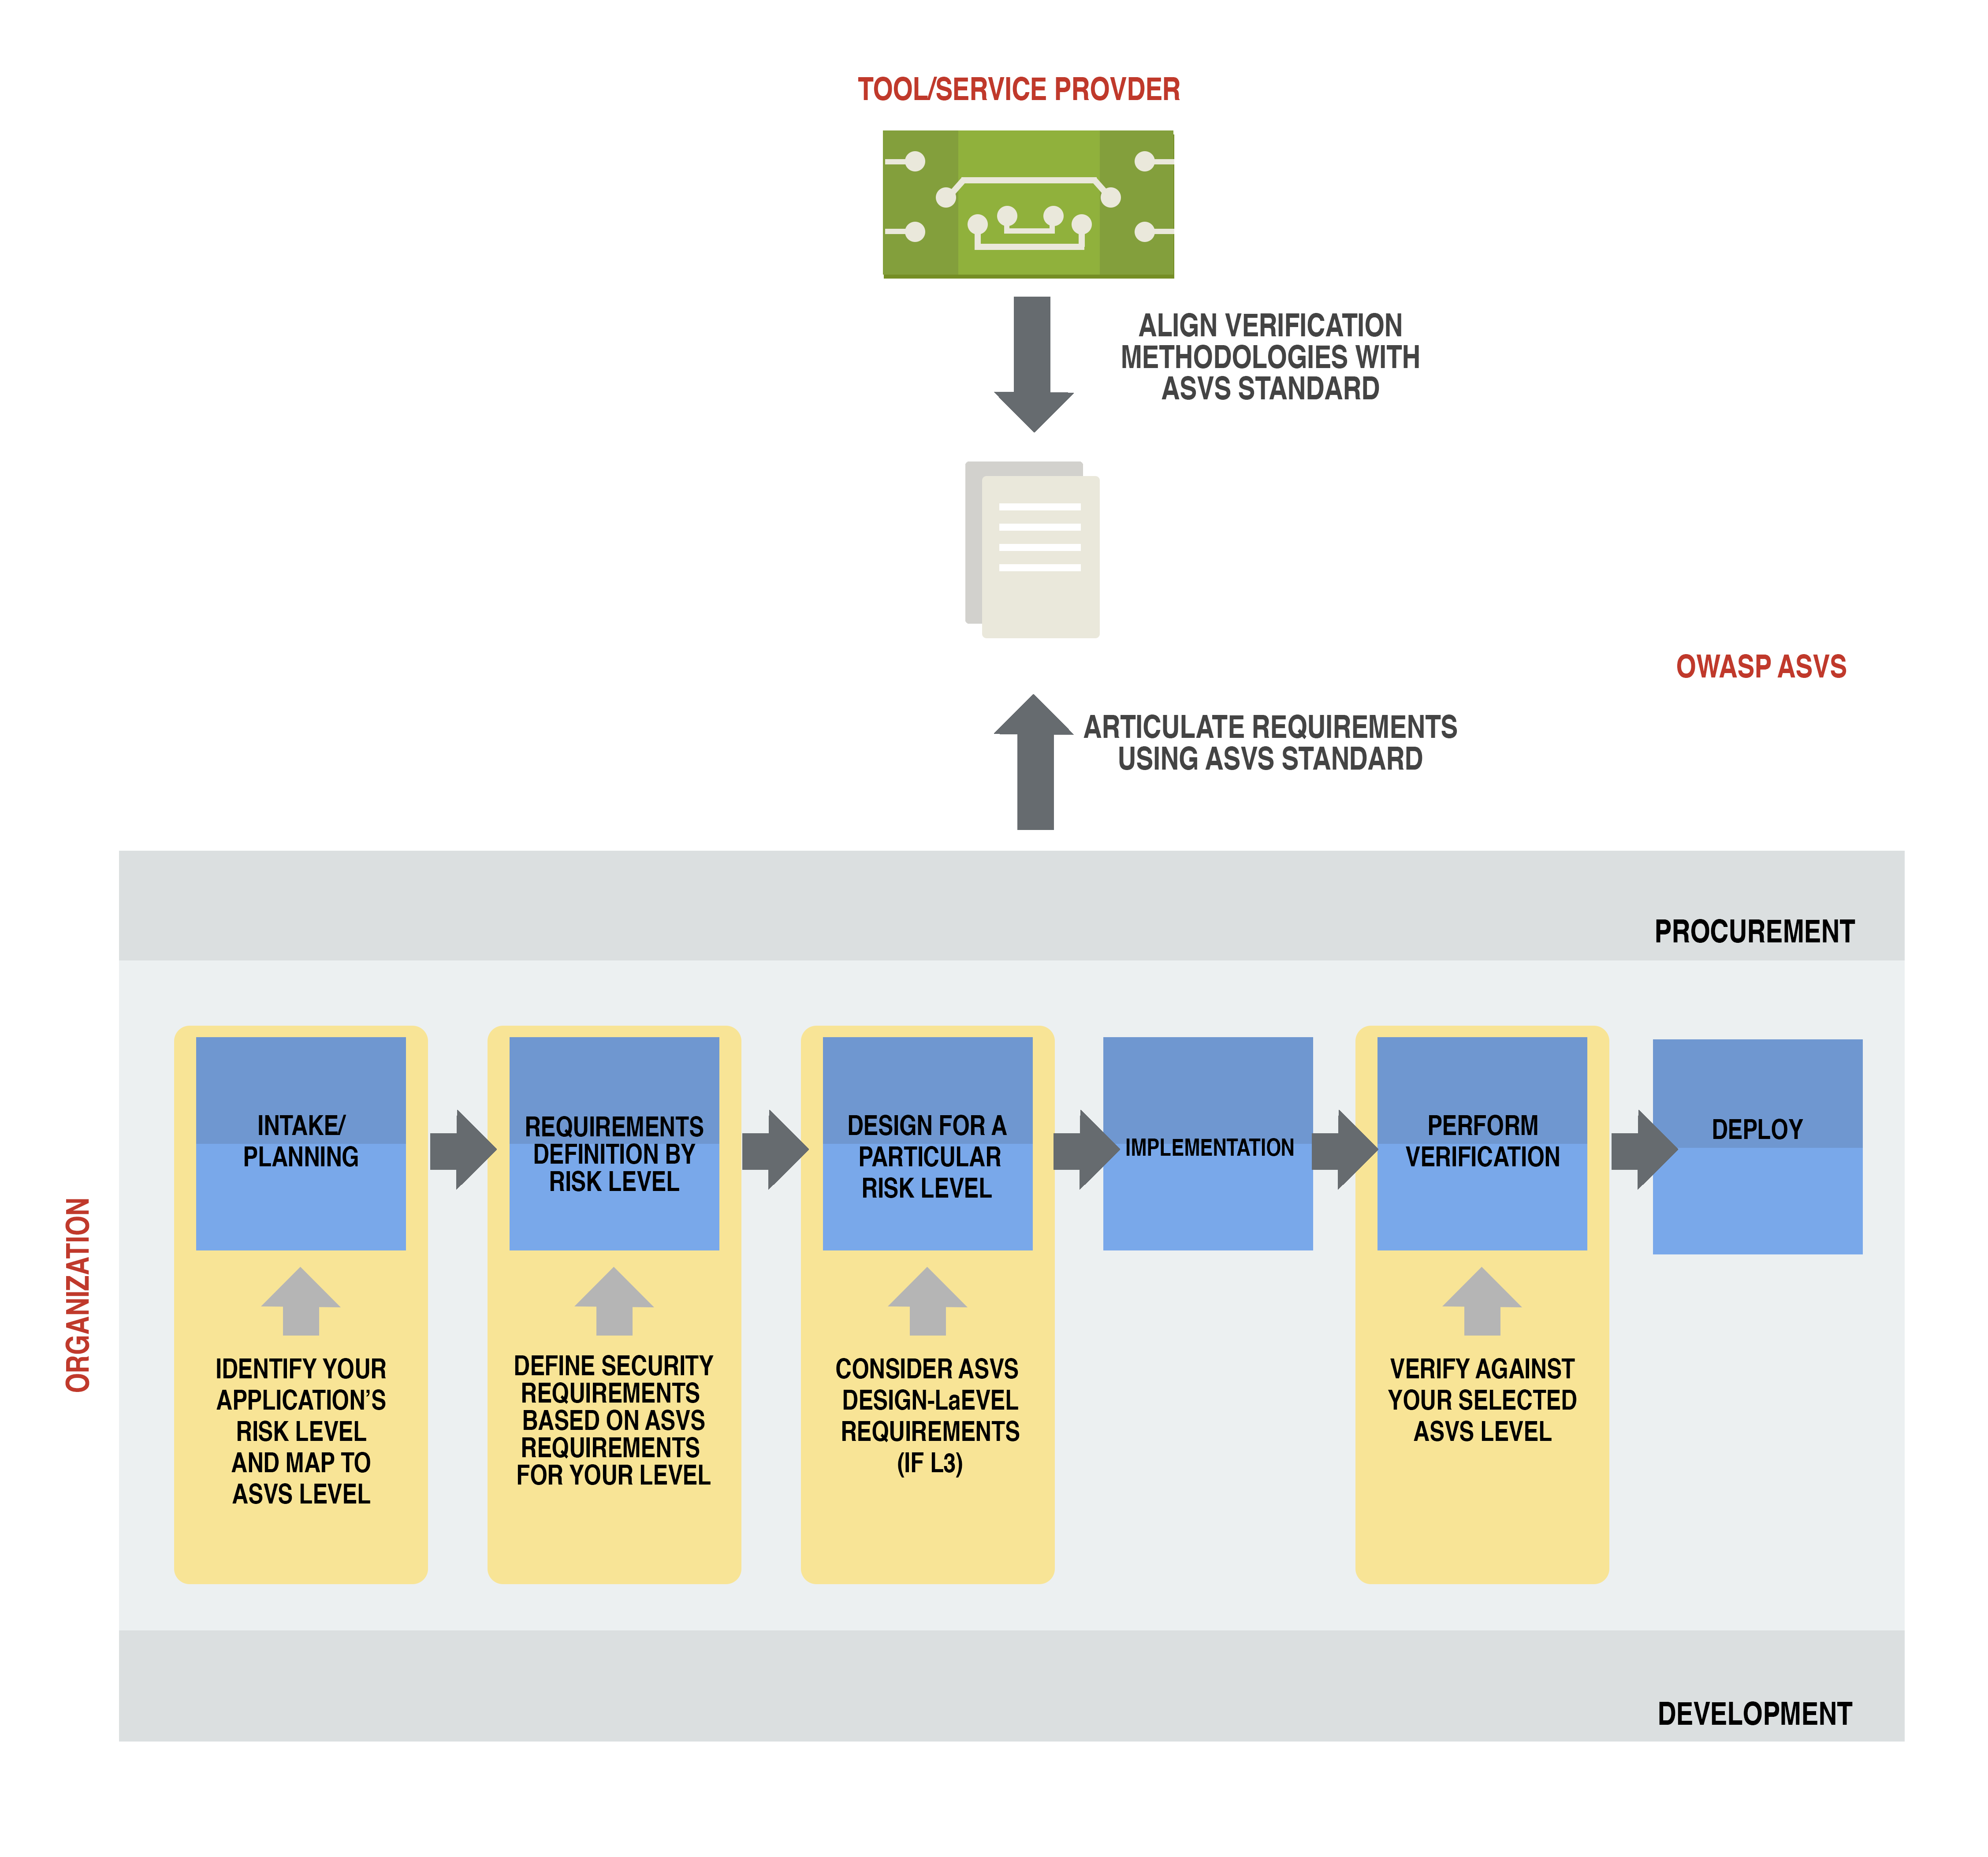 TOOL/SERVICE PROVDER
ALIGN VERIFICATION
METHODOLOGIES WITH
ASVS STANDARD
OWASP ASVS
ARTICULATE REQUIREMENTS
USING ASVS STANDARD
PROCUREMENT
ORGANIZATION
INTAKE/
PLANNING
REQUIREMENTS
DEFINITION BY
RISK LEVEL
DESIGN FOR A
PARTICULAR
RISK LEVEL
IMPLEMENTATION
PERFORM
VERIFICATION
DEPLOY
IDENTIFY YOUR
APPLICATION’S
RISK LEVEL
AND MAP TO
ASVS LEVEL
DEFINE SECURITY
REQUIREMENTS
BASED ON ASVS
REQUIREMENTS
FOR YOUR LEVEL
CONSIDER ASVS
DESIGN-LaEVEL
REQUIREMENTS
(IF L3)
VERIFY AGAINST
YOUR SELECTED
ASVS LEVEL
DEVELOPMENT